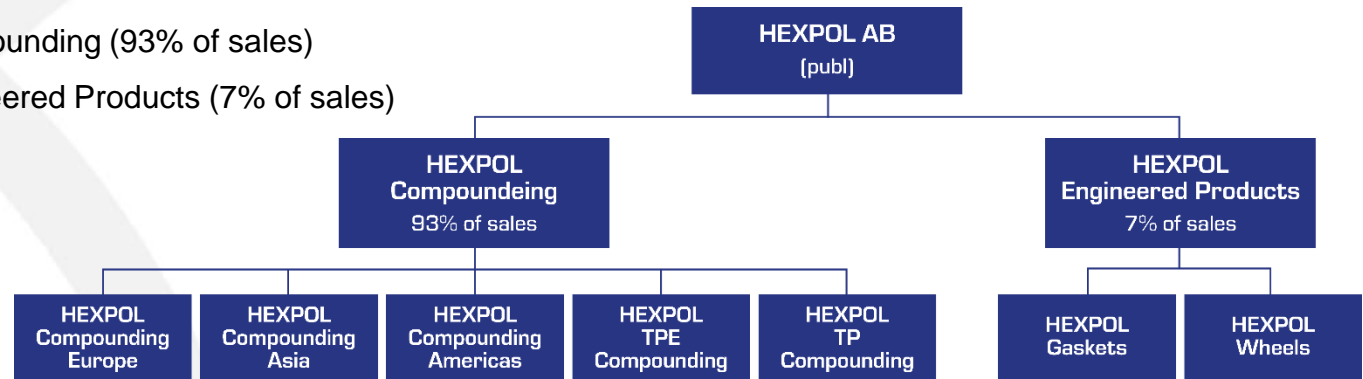 ounding (93% of sales)
eered Products (7% of sales)
HEXPOL AB
(publ)
HEXPOL
Compoundeing
93% of sales
HEXPOL
Engineered Products
7% of sales
HEXPOL
Compounding
Europe
HEXPOL
Compounding
Asia
HEXPOL
Compounding
Americas
HEXPOL
TPE
Compounding
HEXPOL
TP
Compounding
HEXPOL
Gaskets
HEXPOL
Wheels